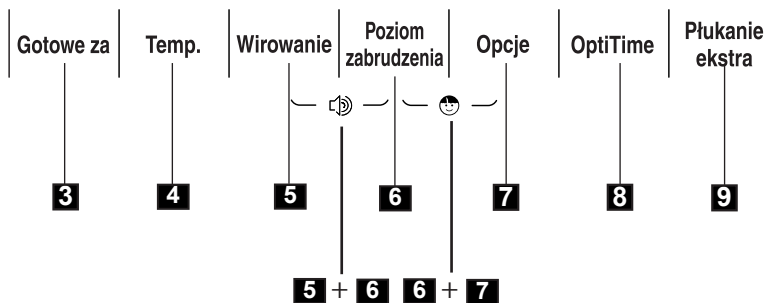 Gotowe za
Temp.
Wirowanie
Poziom
zabrudzenia
Opcje
OptiTime
Płukanie
ekstra
3
4
5
6
7
8
9
5 + 6
6 + 7